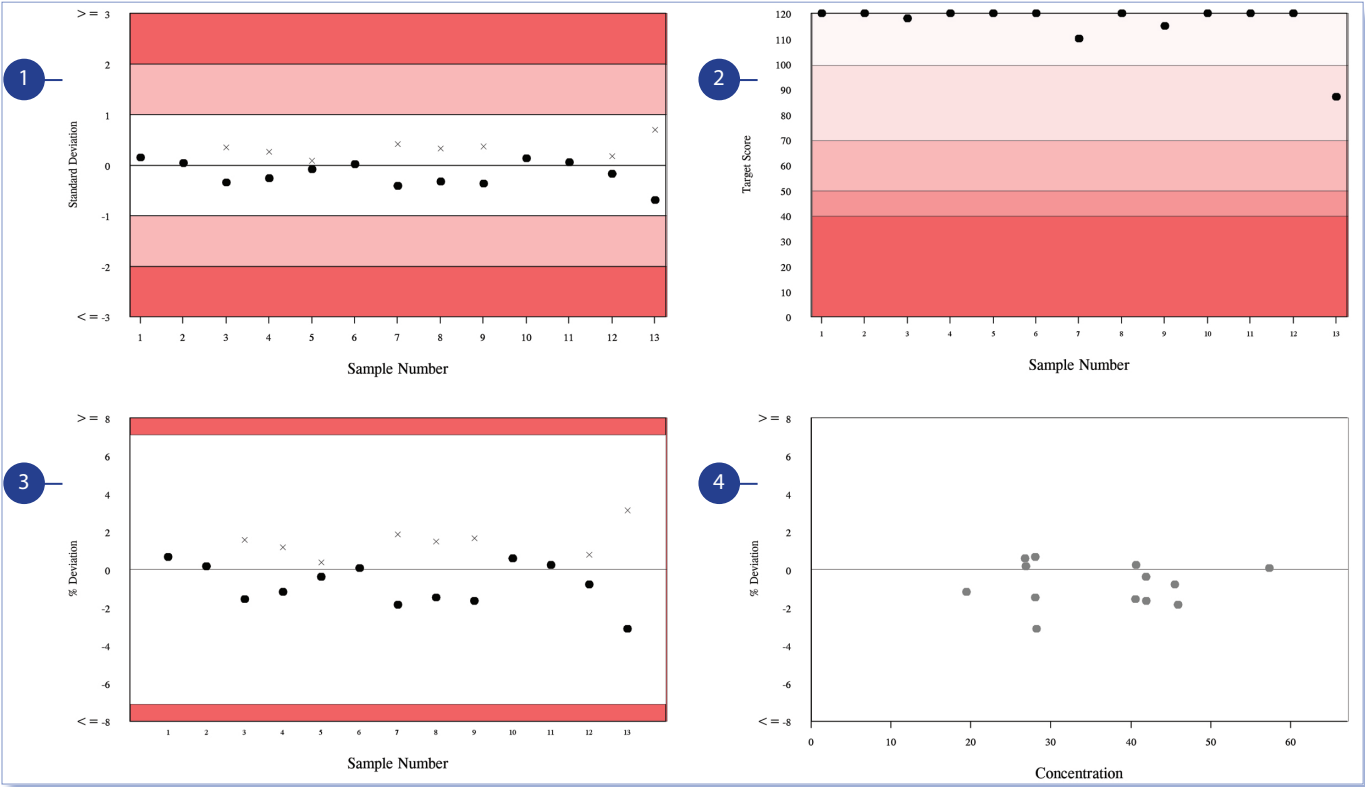 1
Standard Deviation
> = 3
2
1
0
-1
-2
< = -3
1 2 3 4 5 6 7 8 9 10 11 12 13
Sample Number
2
Target Score
120
110
100
90
80
70
60
50
40
30
20
10
0
1 2 3 4 5 6 7 8 9 10 11 12 13
Sample Number
3
% Deviation
> = 8
6
4
2
0
-2
-4
-6
< = -8
1 2 3 4 5 6 7 8 9 10 11 12 13
Sample Number
4
% Deviation
> = 8
6
4
2
0
-2
-4
-6
< = -8
0 10 20 30 40 50 60
Concentration